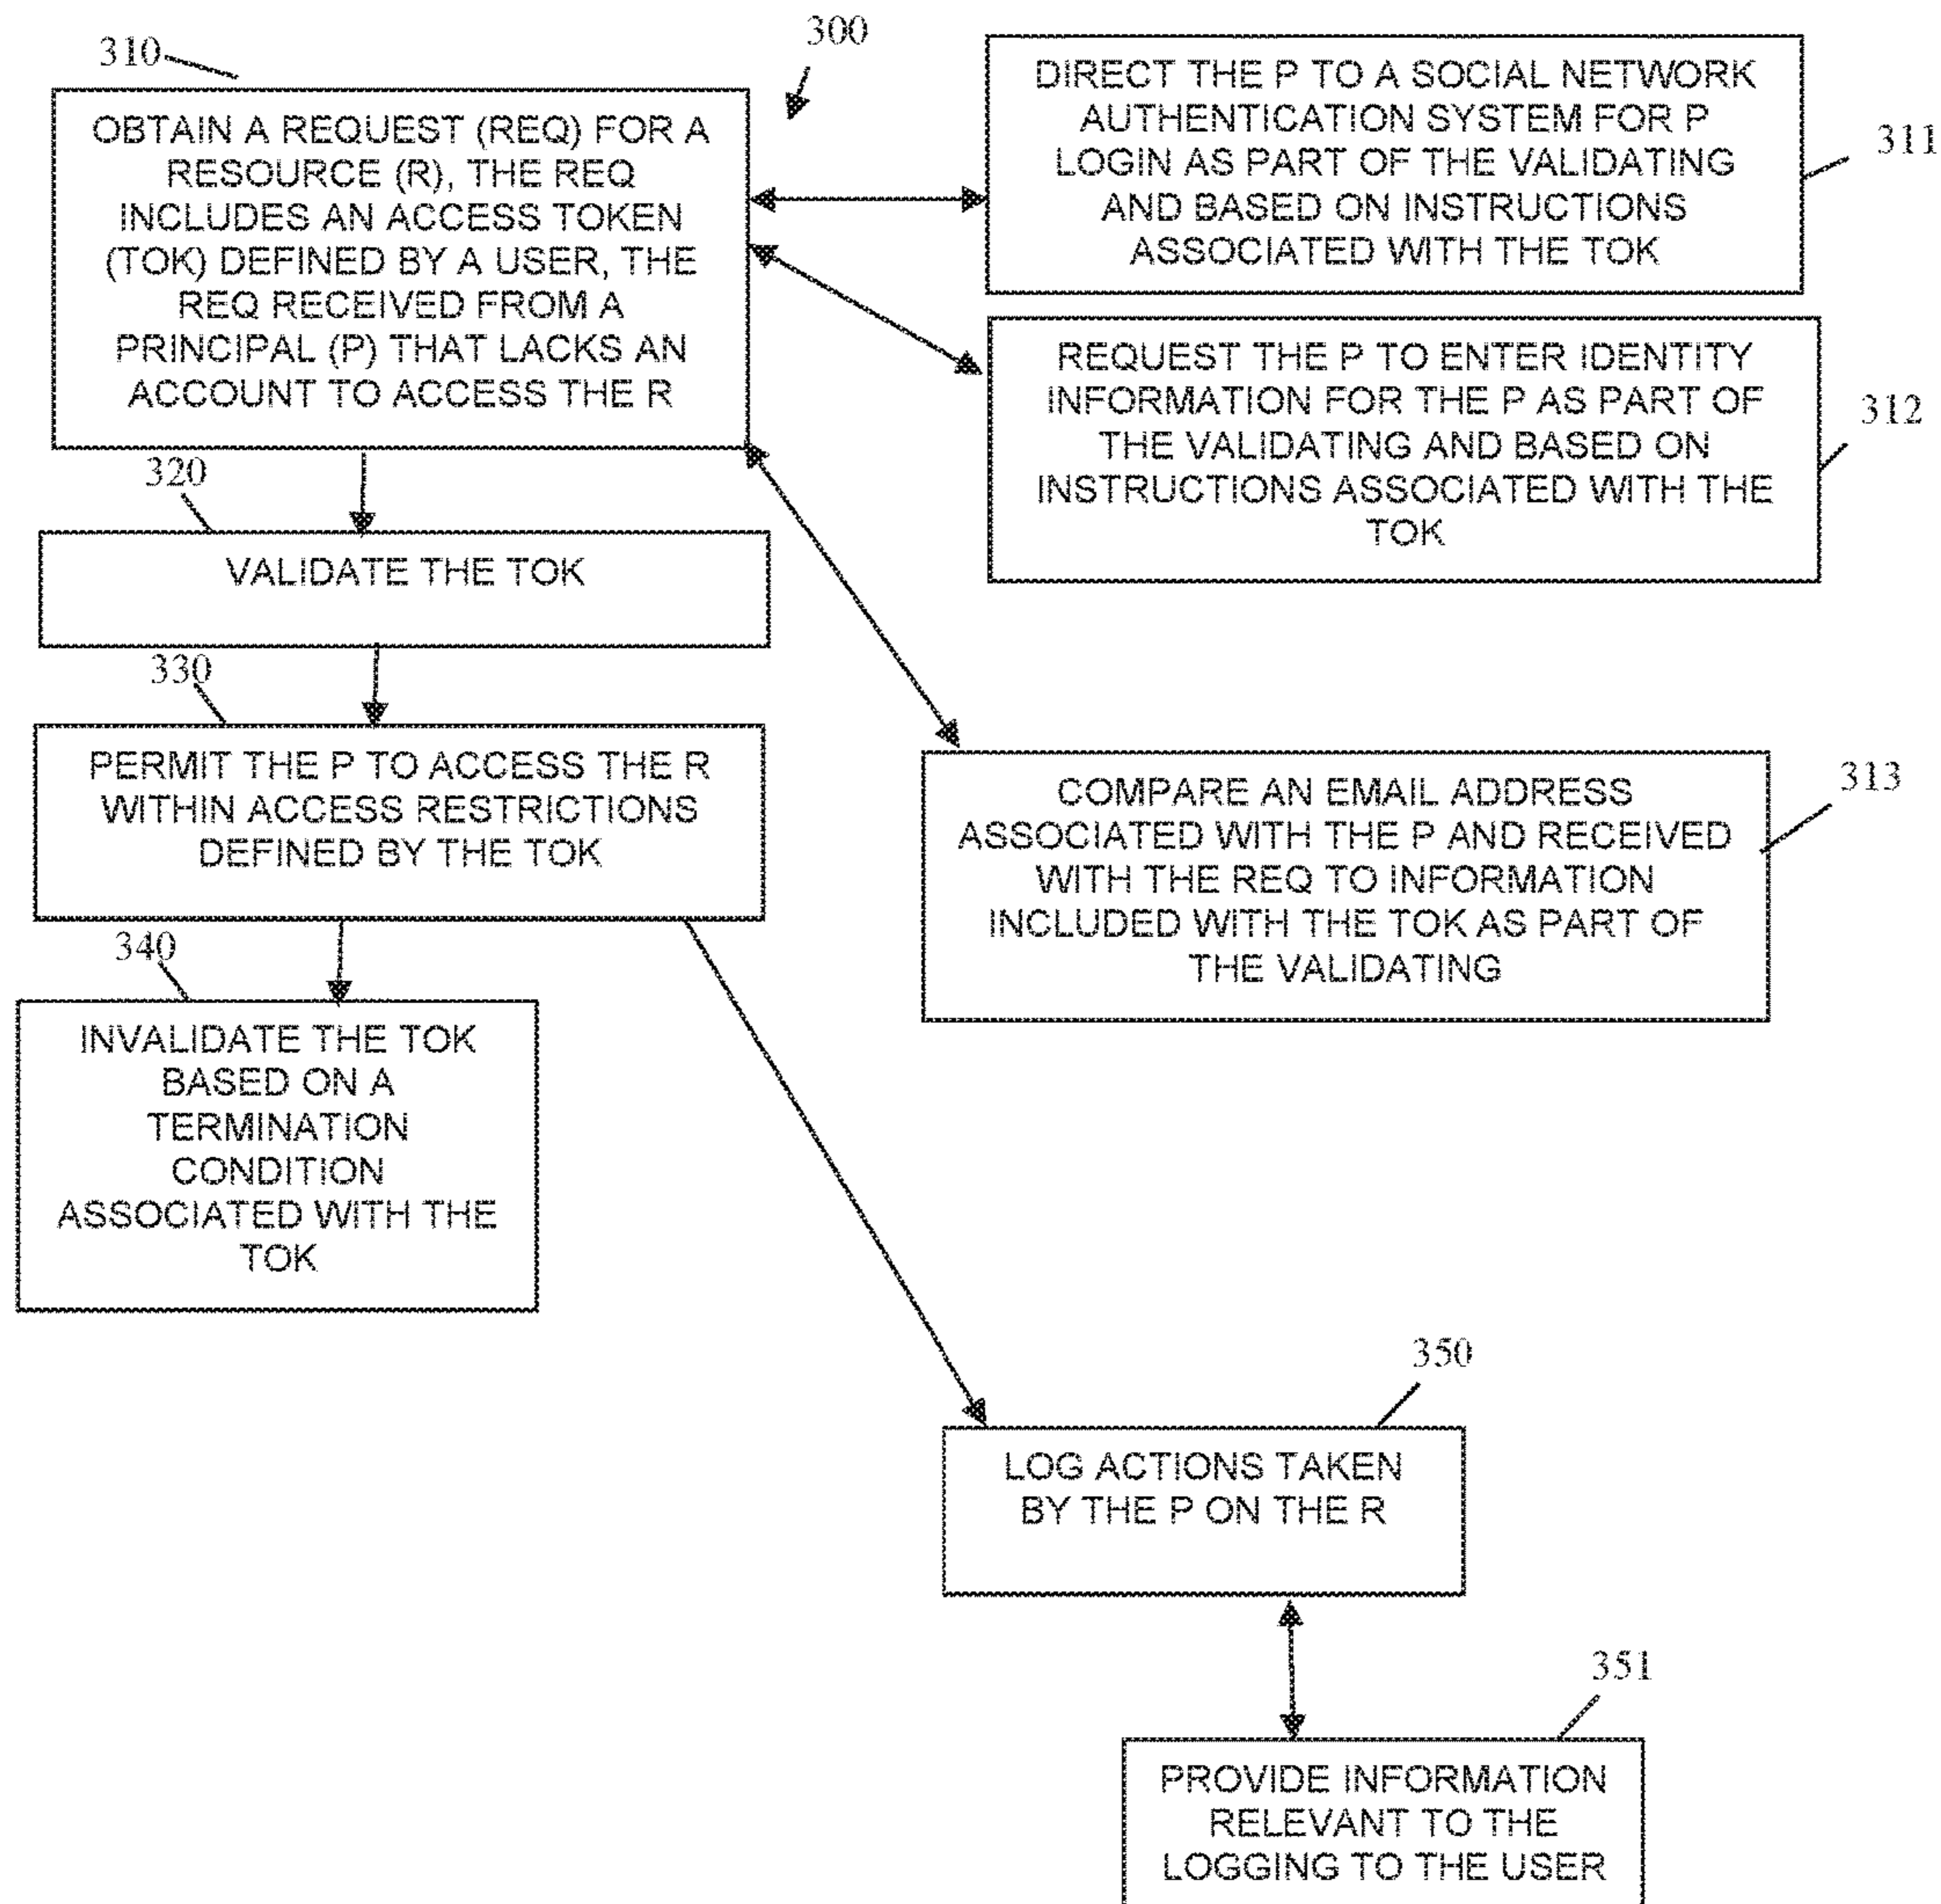 300
310
OBTAIN A REQUEST (REQ) FOR A
RESOURCE (R), THE REQ
INCLUDES AN ACCESS TOKEN
(TOK) DEFINED BY A USER, THE
REQ RECEIVED FROM A
PRINCIPAL (P) THAT LACKS AN
ACCOUNT TO ACCESS THE R
DIRECT THE P TO A SOCIAL NETWORK
AUTHENTICATION SYSTEM FOR P
LOGIN AS PART OF THE VALIDATING
AND BASED ON INSTRUCTIONS
ASSOCIATED WITH THE TOK
311
REQUEST THE P TO ENTER IDENTITY
INFORMATION FOR THE P AS PART OF
THE VALIDATING AND BASED ON
INSTRUCTIONS ASSOCIATED WITH THE
TOK
312
320
VALIDATE THE TOK
330
PERMIT THE P TO ACCESS THE R
WITHIN ACCESS RESTRICTIONS
DEFINED BY THE TOK
COMPARE AN EMAIL ADDRESS
ASSOCIATED WITH THE P AND RECEIVED
WITH THE REQ TO INFORMATION
INCLUDED WITH THE TOK AS PART OF
THE VALIDATING
313
340
INVALIDATE THE TOK
BASED ON A
TERMINATION
CONDITION
ASSOCIATED WITH THE
TOK
350
LOG ACTIONS TAKEN
BY THE P ON THE R
351
PROVIDE INFORMATION
RELEVANT TO THE
LOGGING TO THE USER